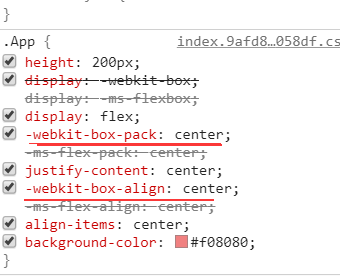 }
.App {
index.9afd8…058df.cs
height: 200px;
display: -webkit-box;
display: -ms-flexbox;
display: flex;
-webkit-box-pack: center;
-ms-flex-pack: center;
justify-content: center;
-webkit-box-align: center;
-ms-flex-align: center;
align-items: center;
background-color: #f08080;
}